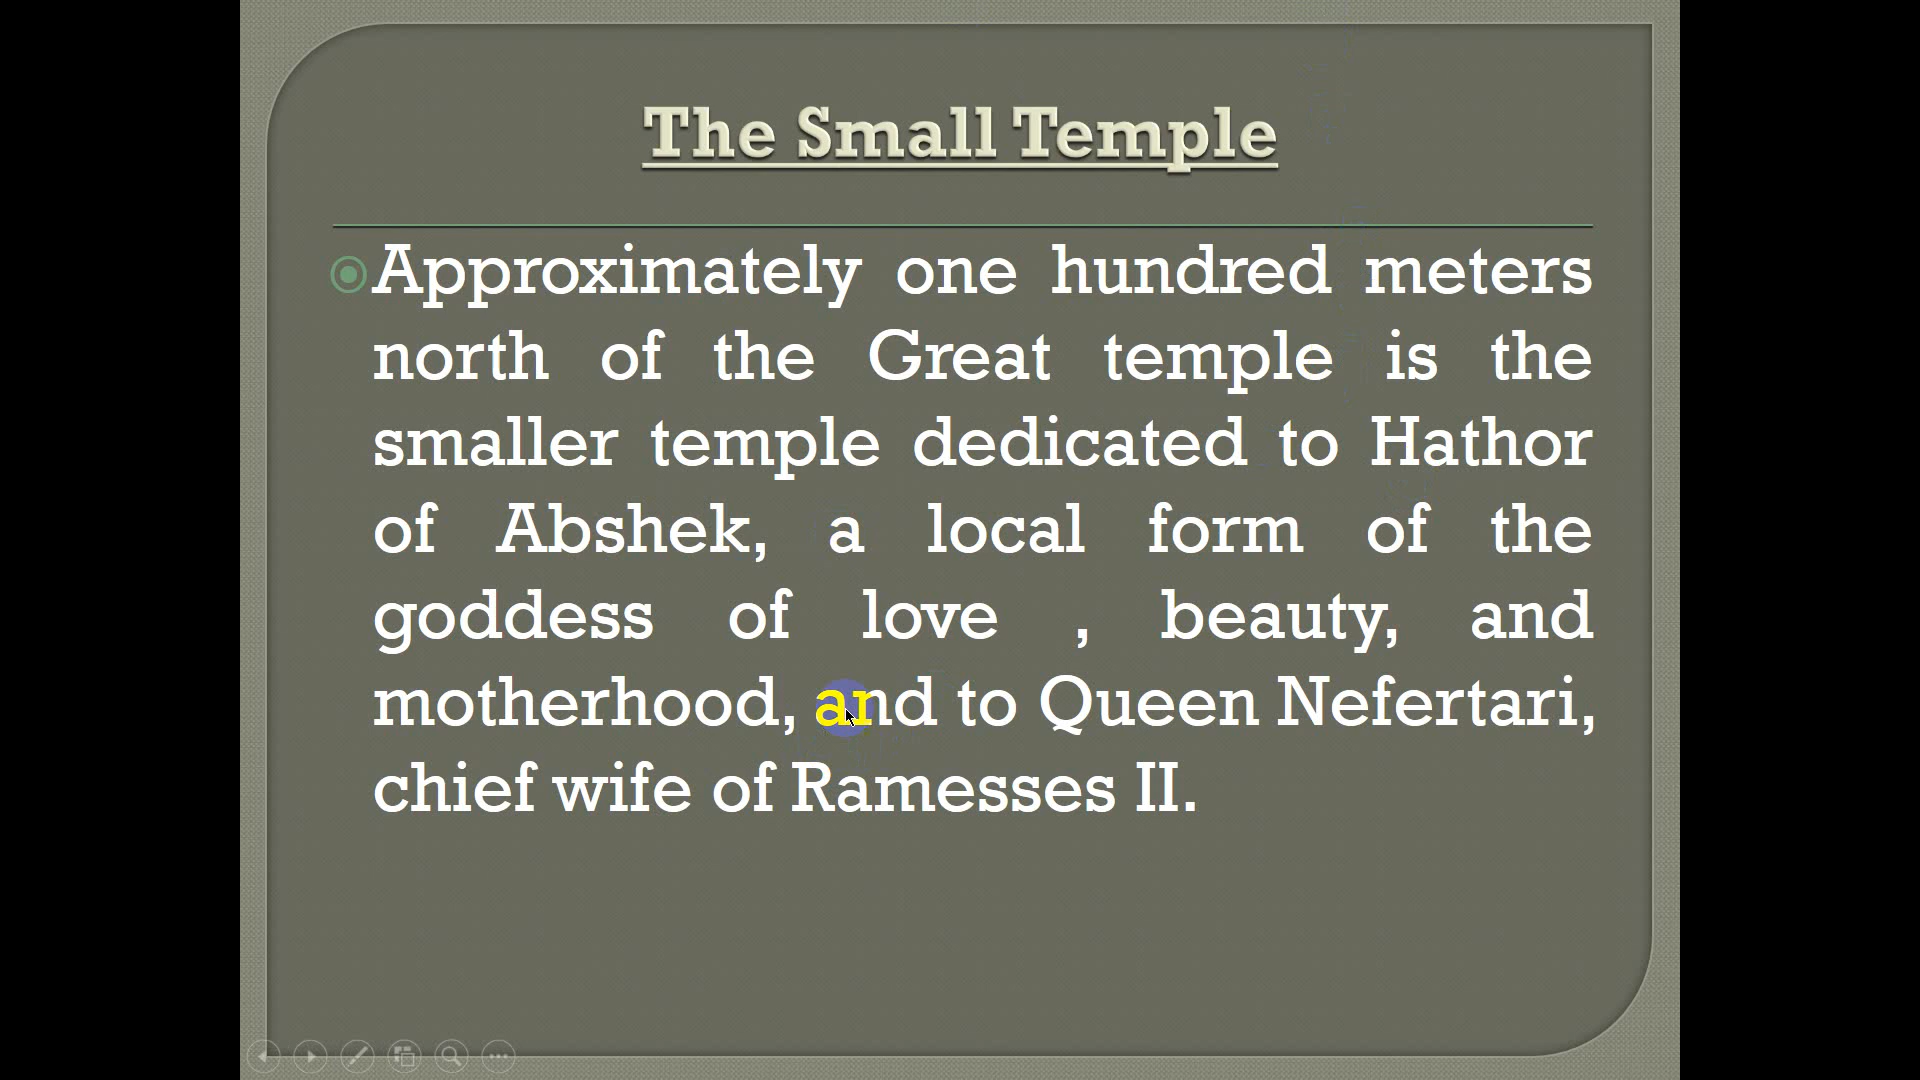 The Small Temple
Approximately one hundred meters
north of the Great temple is the
smaller temple dedicated to Hathor
of Abshek, a local form of the
goddess of love , beauty, and
motherhood, and to Queen Nefertari,
chief wife of Ramesses II.